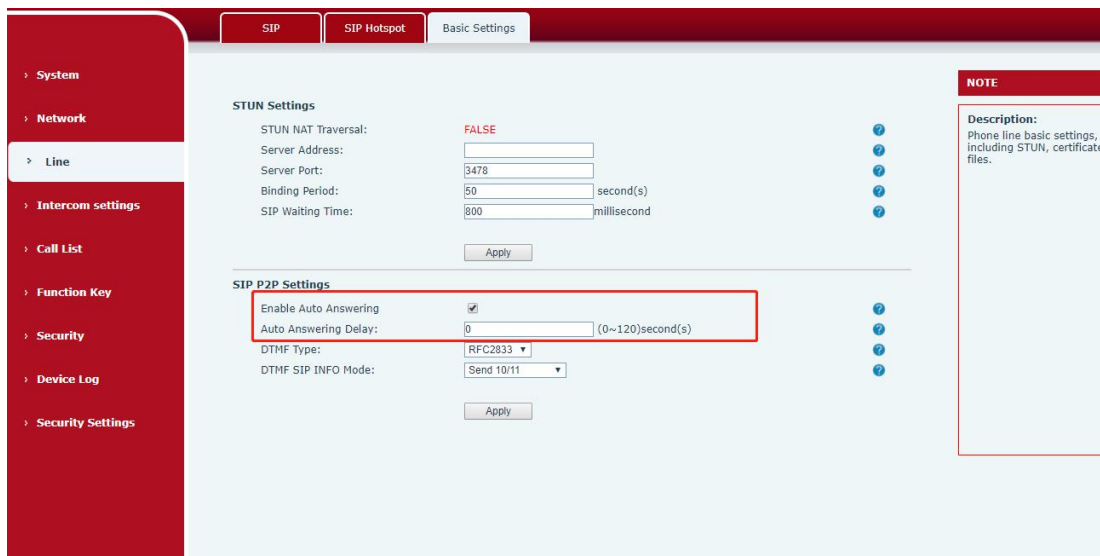 SIP SIP Hotspot Basic Settings
System
Network
Line
Intercom settings
Call List
Function Key
Security
Device Log
Security Settings
STUN Settings
STUN NAT Traversal: FALSE
Server Address:
Server Port: 3478
Binding Period: 50 second(s)
SIP Waiting Time: 800 millisecond
Apply
SIP P2P Settings
Enable Auto Answering
Auto Answering Delay: 0 (0~120)second(s)
DTMF Type: RFC2833
DTMF SIP INFO Mode: Send 10/11
Apply
NOTE
Description:
Phone line basic settings,
including STUN, certificate
files.